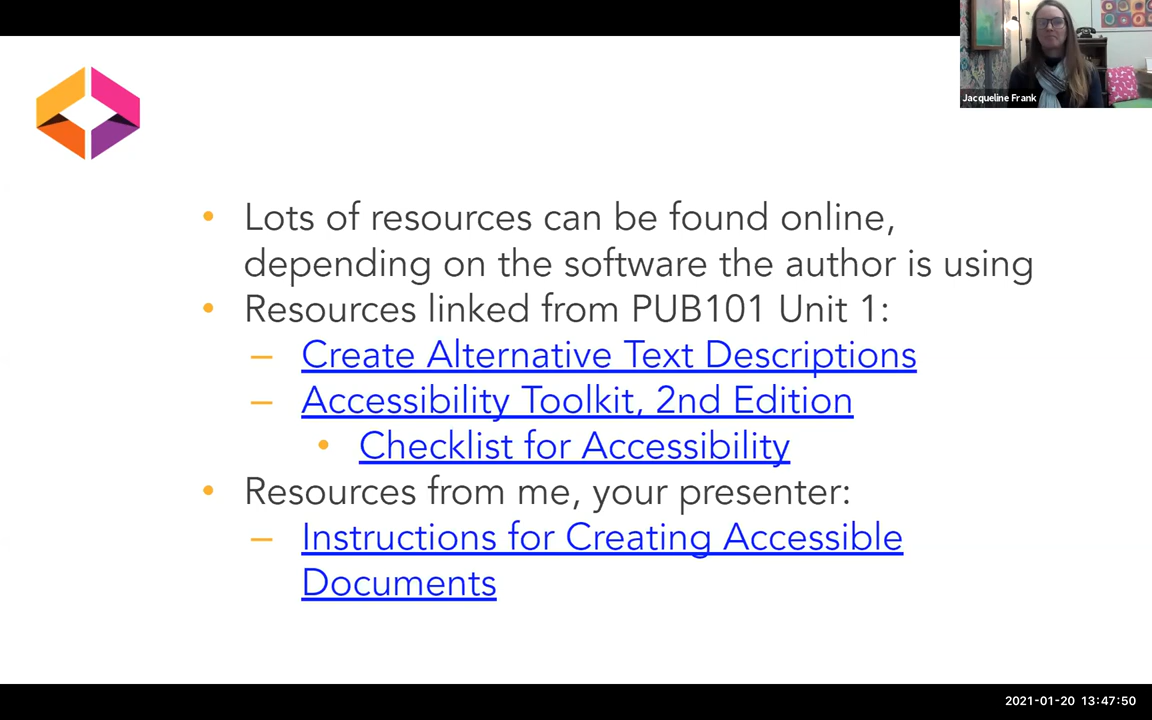 Jacqueline Frank
• Lots of resources can be found online,
depending on the software the author is using
• Resources linked from PUB101 Unit 1:
– Create Alternative Text Descriptions
– Accessibility Toolkit, 2nd Edition
• Checklist for Accessibility
• Resources from me, your presenter:
– Instructions for Creating Accessible
Documents
2021-01-20 13:47:50